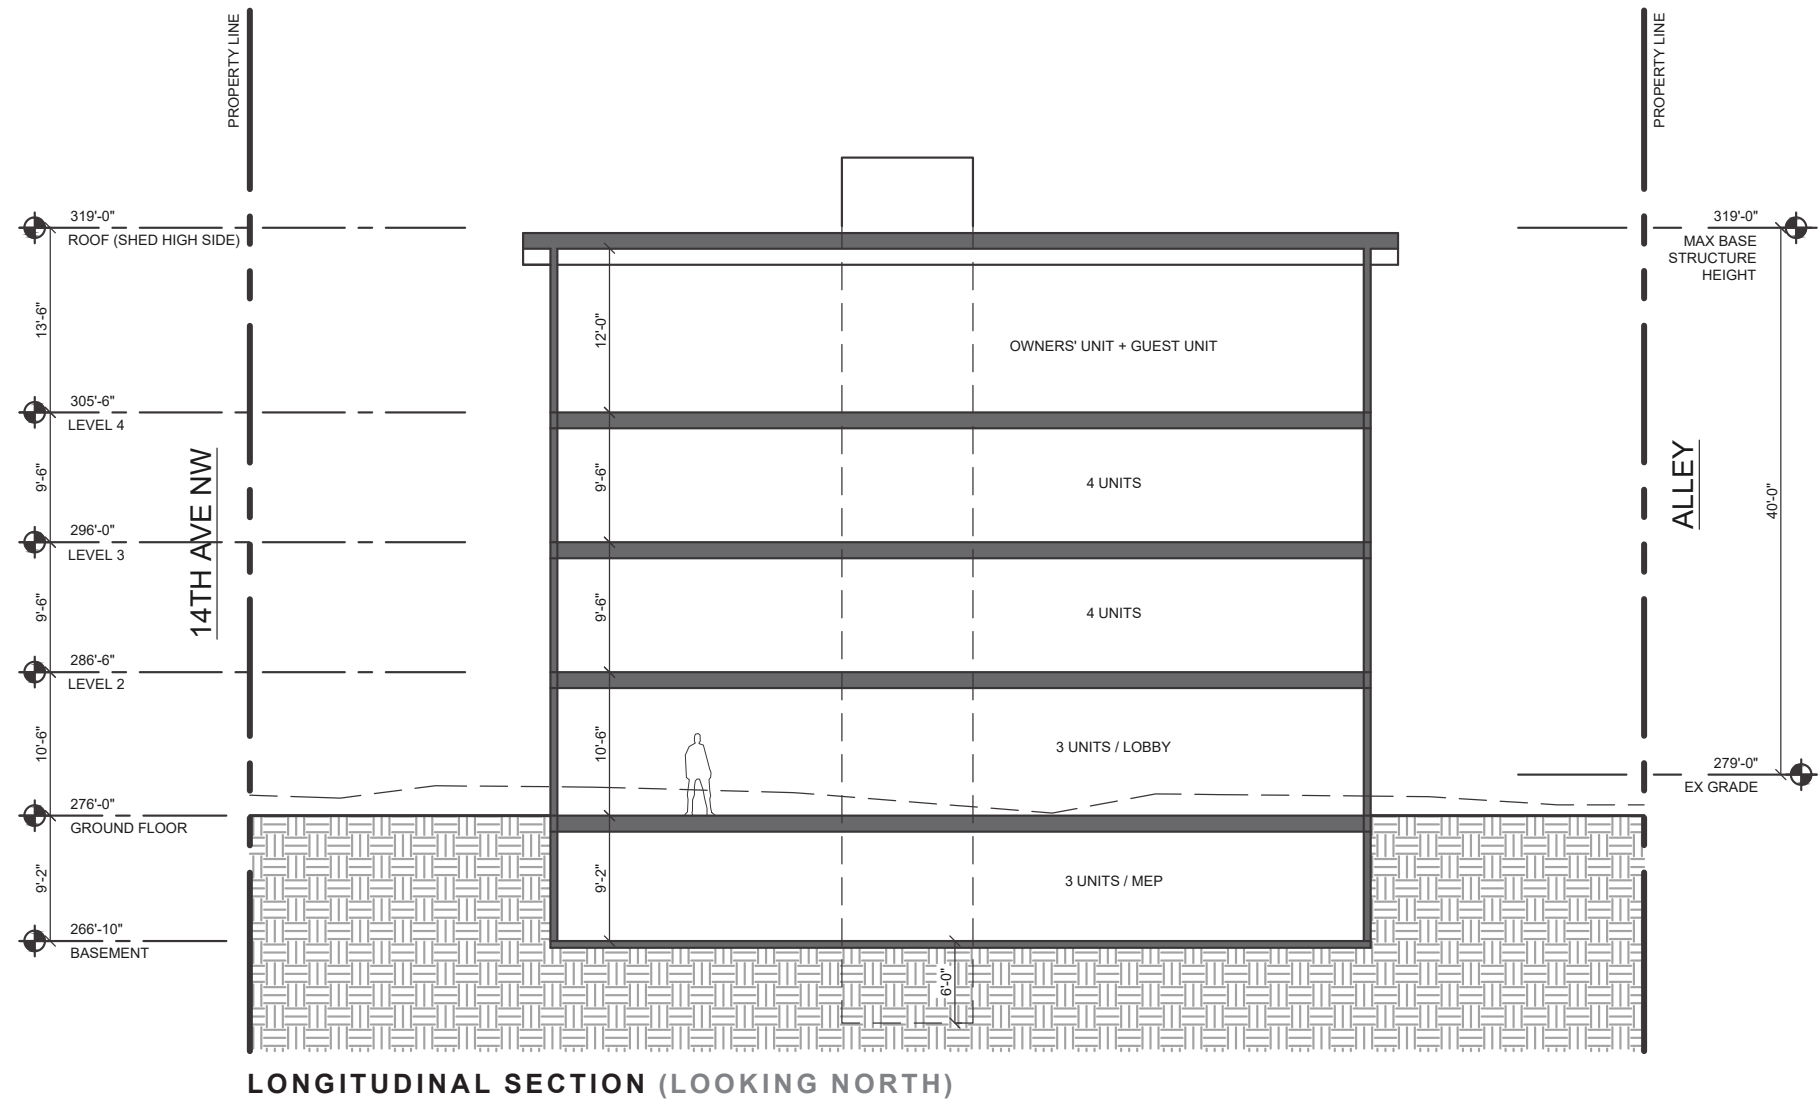 PROPERTY LINE
PROPERTY LINE
319'-0"
ROOF (SHED HIGH SIDE)
319'-0"
MAX BASE
STRUCTURE
HEIGHT
13'-6"
12'-0"
OWNERS' UNIT + GUEST UNIT
305'-6"
LEVEL 4
14TH AVE NW
ALLEY
9'-6"
9'-6"
4 UNITS
40'-0"
296'-0"
LEVEL 3
9'-6"
9'-6"
4 UNITS
286'-6"
LEVEL 2
10'-6"
10'-6"
3 UNITS / LOBBY
279'-0"
EX GRADE
276'-0"
GROUND FLOOR
9'-2"
9'-2"
3 UNITS / MEP
266'-10"
BASEMENT
6'-0"
LONGITUDINAL SECTION (LOOKING NORTH)